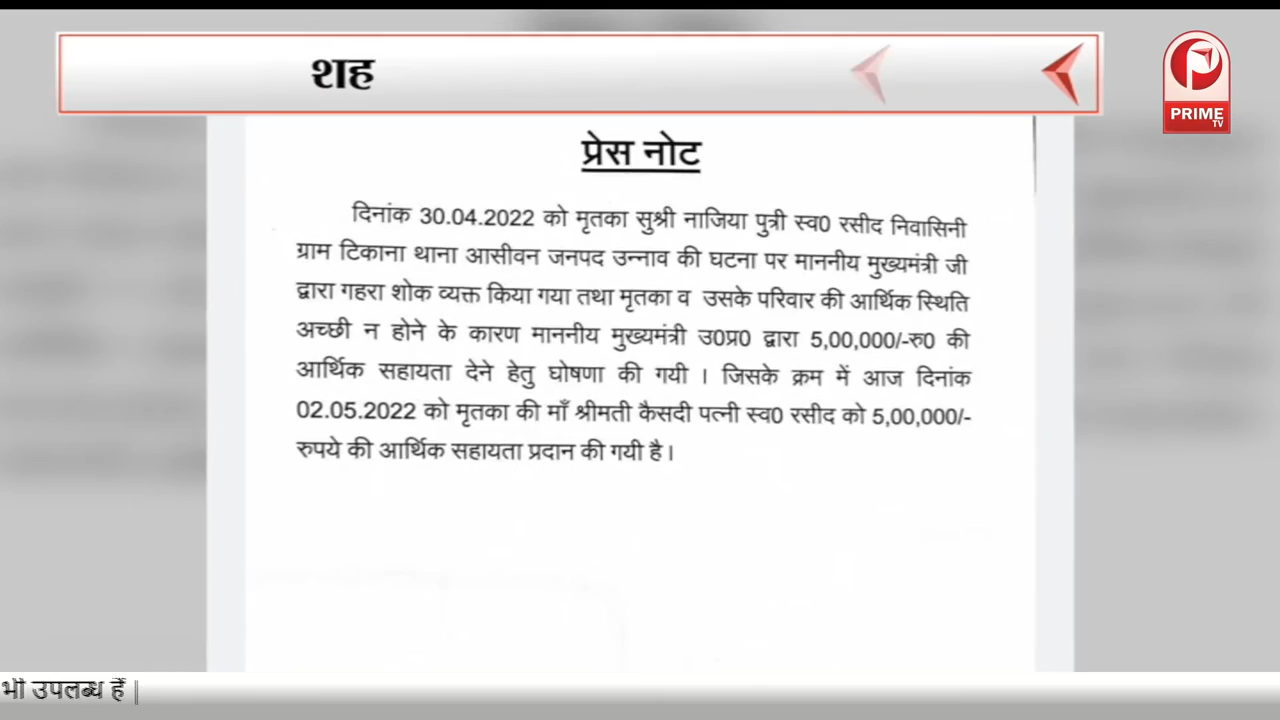 शह
PRIME
TV
प्रेस नोट
दिनांक 30.04.2022 को मृतका सुश्री नाजिया पुत्री स्व0 रसीद निवासिनी
ग्राम टिकाना थाना आसीवन जनपद उन्नाव की घटना पर माननीय मुख्यमंत्री जी
द्वारा गहरा शोक व्यक्त किया गया तथा मृतका व उसके परिवार की आर्थिक स्थिति
अच्छी न होने के कारण माननीय मुख्यमंत्री उ0प्र0 द्वारा 5,00,000/-रु0 की
आर्थिक सहायता देने हेतु घोषणा की गयी । जिसके क्रम में आज दिनांक
02.05.2022 को मृतका की माँ श्रीमती कैसदी पत्नी स्व0 रसीद को 5,00,000/-
रुपये की आर्थिक सहायता प्रदान की गयी है।
भी उपलब्ध हैं |